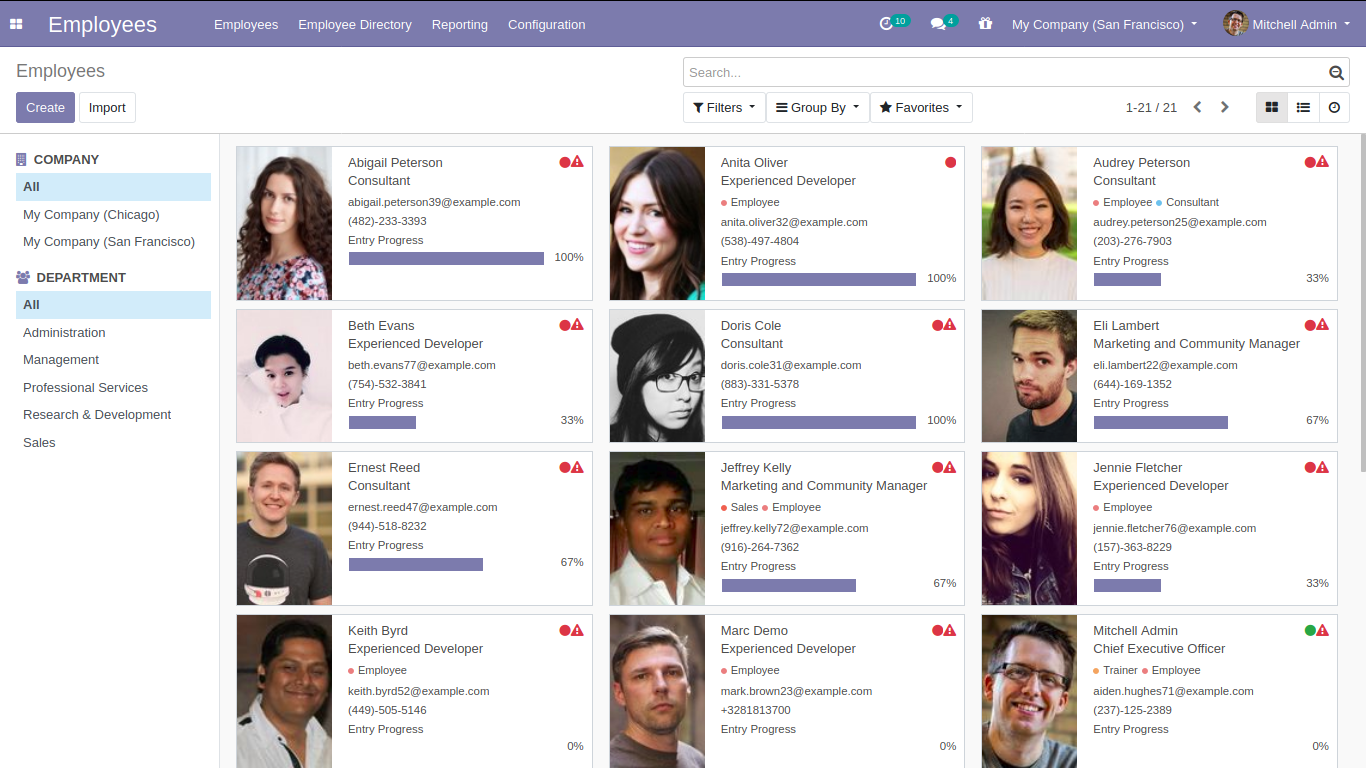 Employees Employees Employee Directory Reporting Configuration 10 4 My Company (San Francisco) Mitchell Admin
Employees
Search...
Create Import
Filters Group By Favorites 1-21 / 21
COMPANY
All
My Company (Chicago)
My Company (San Francisco)
DEPARTMENT
All
Administration
Management
Professional Services
Research & Development
Sales
Abigail Peterson
Consultant
abigail.peterson39@example.com
(482)-233-3393
Entry Progress
100%
Anita Oliver
Experienced Developer
Employee
anita.oliver32@example.com
(538)-497-4804
Entry Progress
100%
Audrey Peterson
Consultant
Employee Consultant
audrey.peterson25@example.com
(203)-276-7903
Entry Progress
33%
Beth Evans
Experienced Developer
beth.evans77@example.com
(754)-532-3841
Entry Progress
33%
Doris Cole
Consultant
doris.cole31@example.com
(883)-331-5378
Entry Progress
100%
Eli Lambert
Marketing and Community Manager
eli.lambert22@example.com
(644)-169-1352
Entry Progress
67%
Ernest Reed
Consultant
ernest.reed47@example.com
(944)-518-8232
Entry Progress
67%
Jeffrey Kelly
Marketing and Community Manager
Sales Employee
jeffrey.kelly72@example.com
(916)-264-7362
Entry Progress
67%
Jennie Fletcher
Experienced Developer
Employee
jennie.fletcher76@example.com
(157)-363-8229
Entry Progress
33%
Keith Byrd
Experienced Developer
Employee
keith.byrd52@example.com
(449)-505-5146
Entry Progress
0%
Marc Demo
Experienced Developer
Employee
mark.brown23@example.com
+3281813700
Entry Progress
0%
Mitchell Admin
Chief Executive Officer
Trainer Employee
aiden.hughes71@example.com
(237)-125-2389
Entry Progress
0%